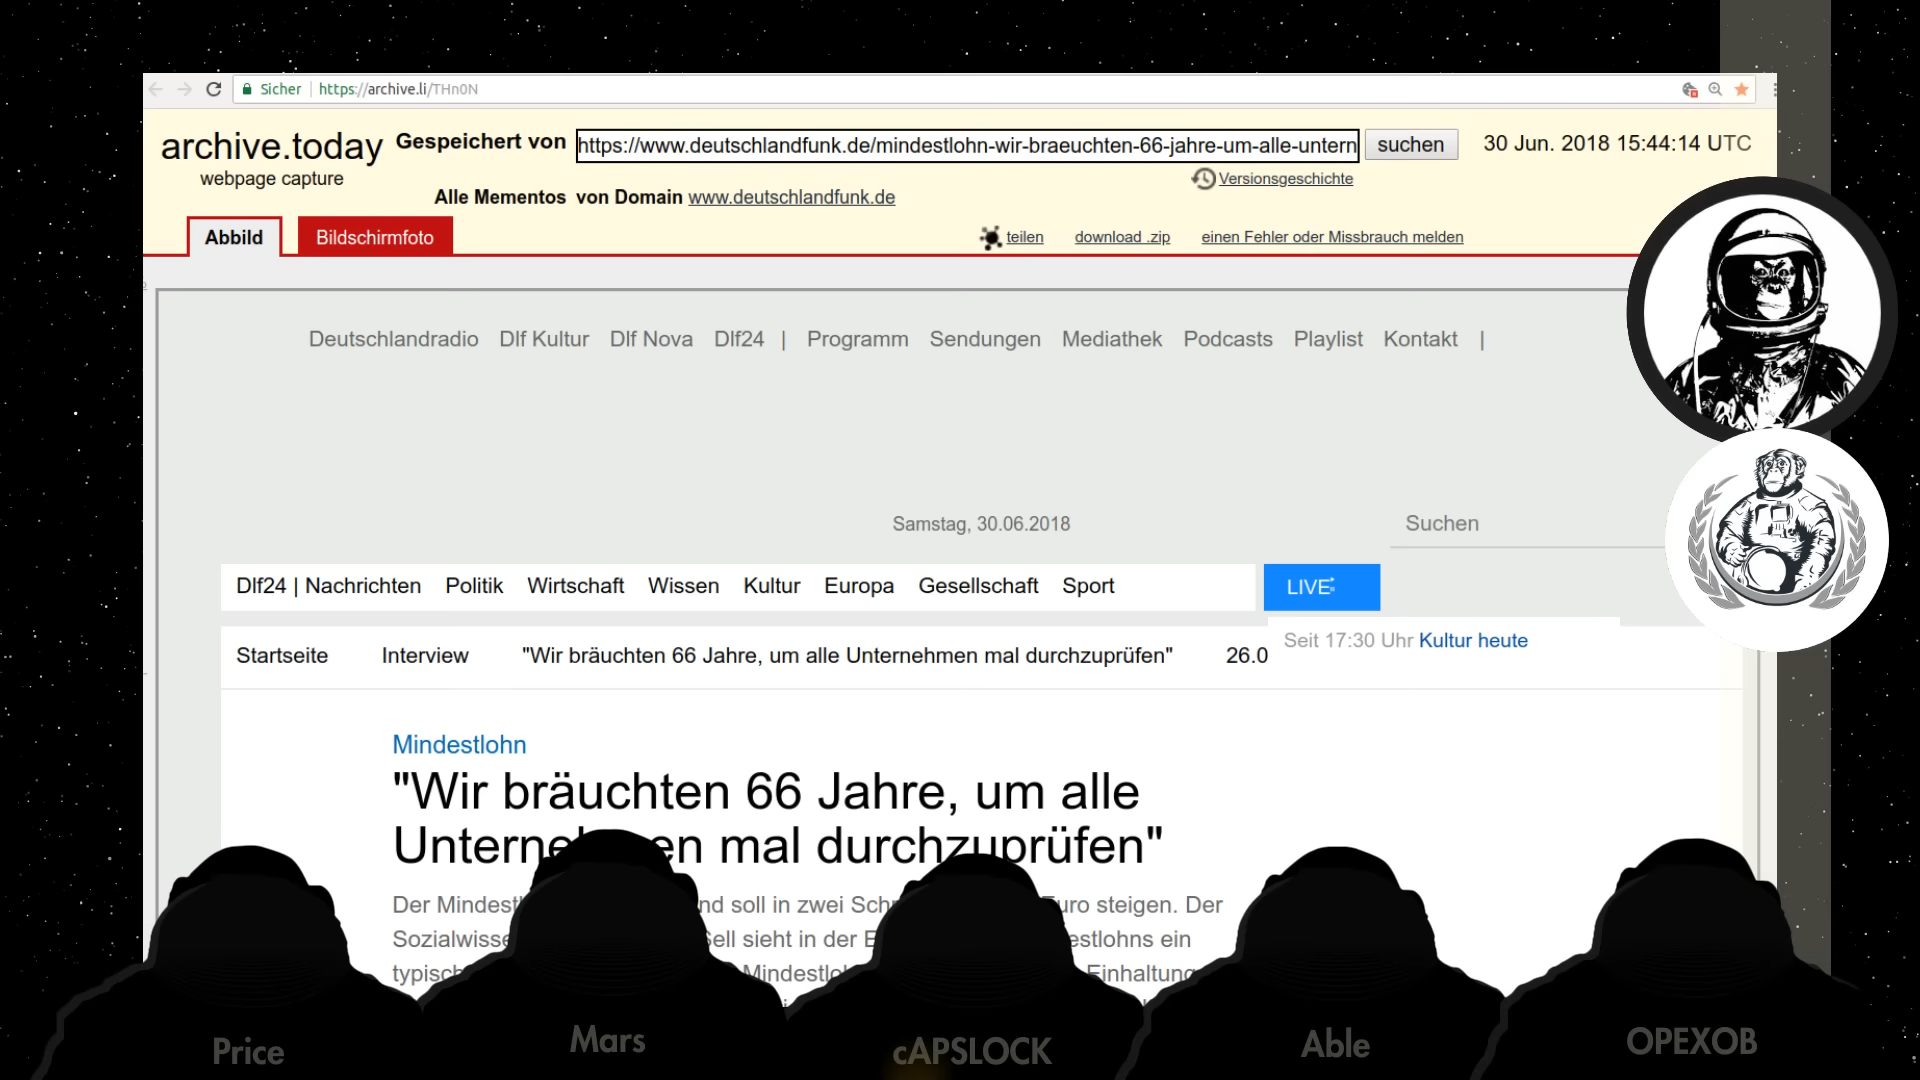 Sicher | https://archive.li/THn0N
archive.today
webpage capture
Gespeichert von
https://www.deutschlandfunk.de/mindestlohn-wir-braeuchten-66-jahre-um-alle-untern
suchen
30 Jun. 2018 15:44:14 UTC
Versionsgeschichte
Alle Mementos von Domain www.deutschlandfunk.de
Abbild
Bildschirmfoto
teilen
download .zip
einen Fehler oder Missbrauch melden
Deutschlandradio Dlf Kultur Dlf Nova Dlf24 | Programm Sendungen Mediathek Podcasts Playlist Kontakt |
Samstag, 30.06.2018
Suchen
Dlf24 | Nachrichten Politik Wirtschaft Wissen Kultur Europa Gesellschaft Sport
LIVE
Seit 17:30 Uhr Kultur heute
Startseite Interview "Wir bräuchten 66 Jahre, um alle Unternehmen mal durchzuprüfen" 26.0
Mindestlohn
"Wir bräuchten 66 Jahre, um alle
Unternehmen mal durchzuprüfen"
Der soll in zwei steigen. Der
sieht in der ein
Price
Mars
cAPSLOCK
Able
OPEXOB